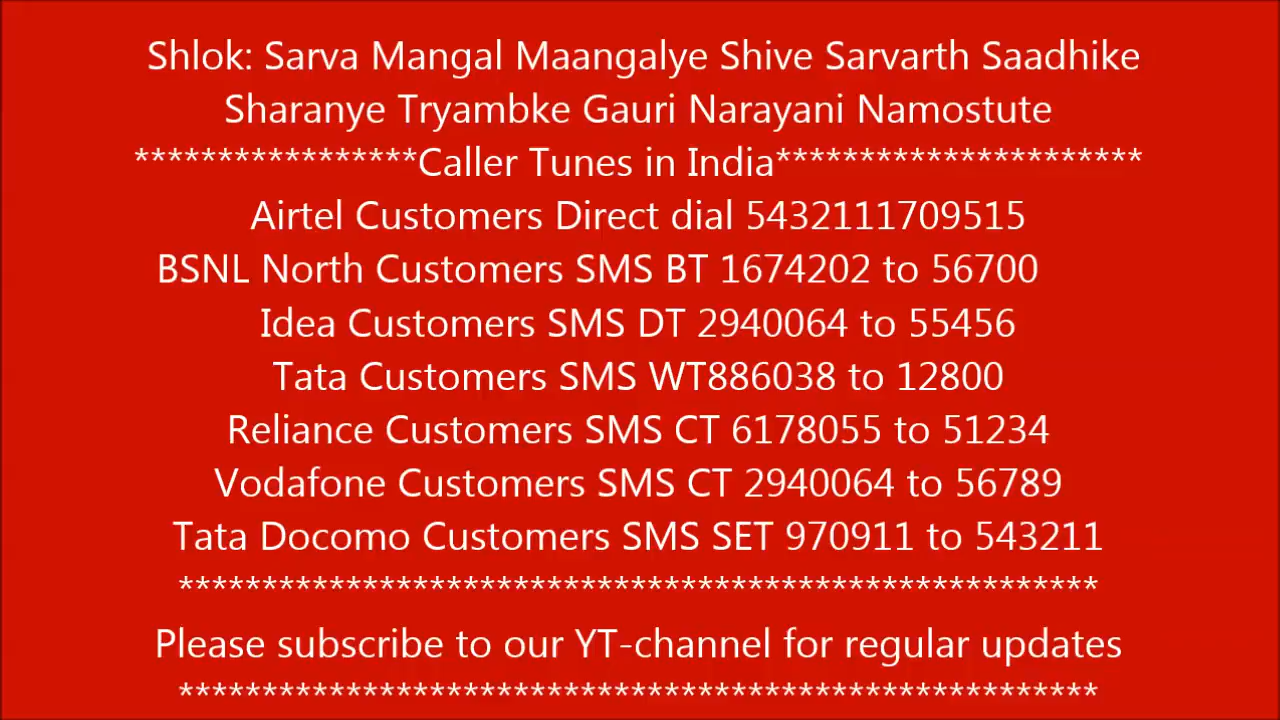 Shlok: Sarva Mangal Maangalye Shive Sarvarth Saadhike
Sharanye Tryambke Gauri Narayani Namostute
*****************Caller Tunes in India**********************
Airtel Customers Direct dial 5432111709515
BSNL North Customers SMS BT 1674202 to 56700
Idea Customers SMS DT 2940064 to 55456
Tata Customers SMS WT886038 to 12800
Reliance Customers SMS CT 6178055 to 51234
Vodafone Customers SMS CT 2940064 to 56789
Tata Docomo Customers SMS SET 970911 to 543211
*******************************************************
Please subscribe to our YT-channel for regular updates
*******************************************************